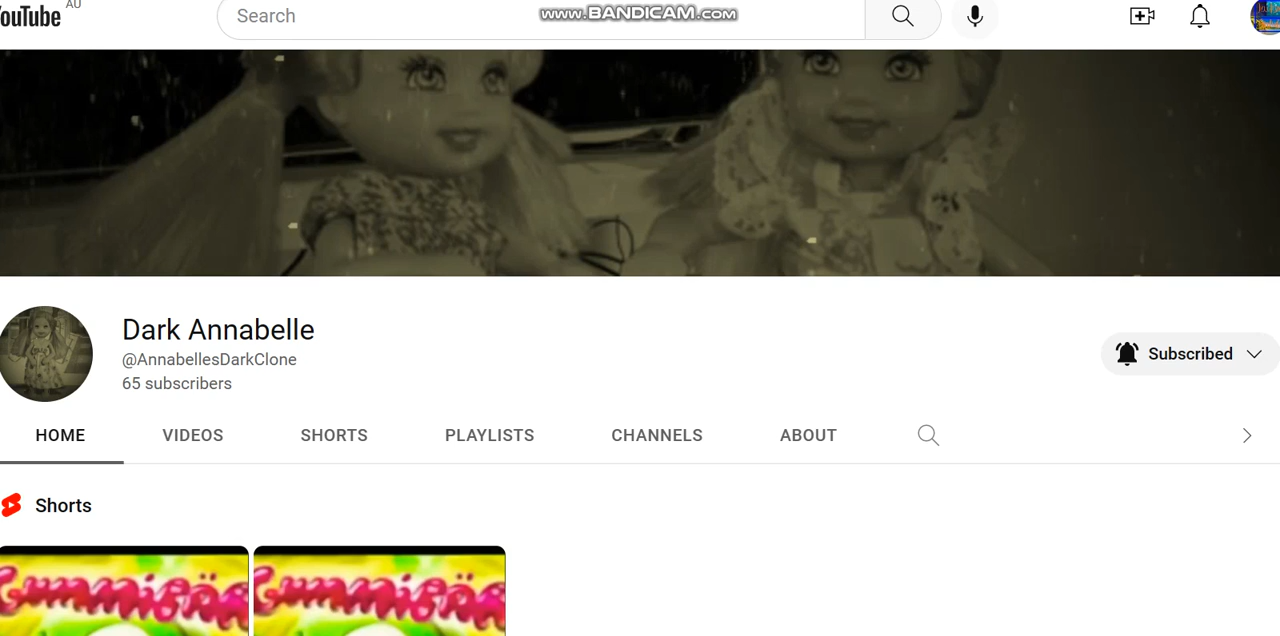 AU
YouTube
Search
www.BANDICAM.com
Dark Annabelle
@AnnabellesDarkClone
65 subscribers
Subscribed
HOME VIDEOS SHORTS PLAYLISTS CHANNELS ABOUT
Shorts